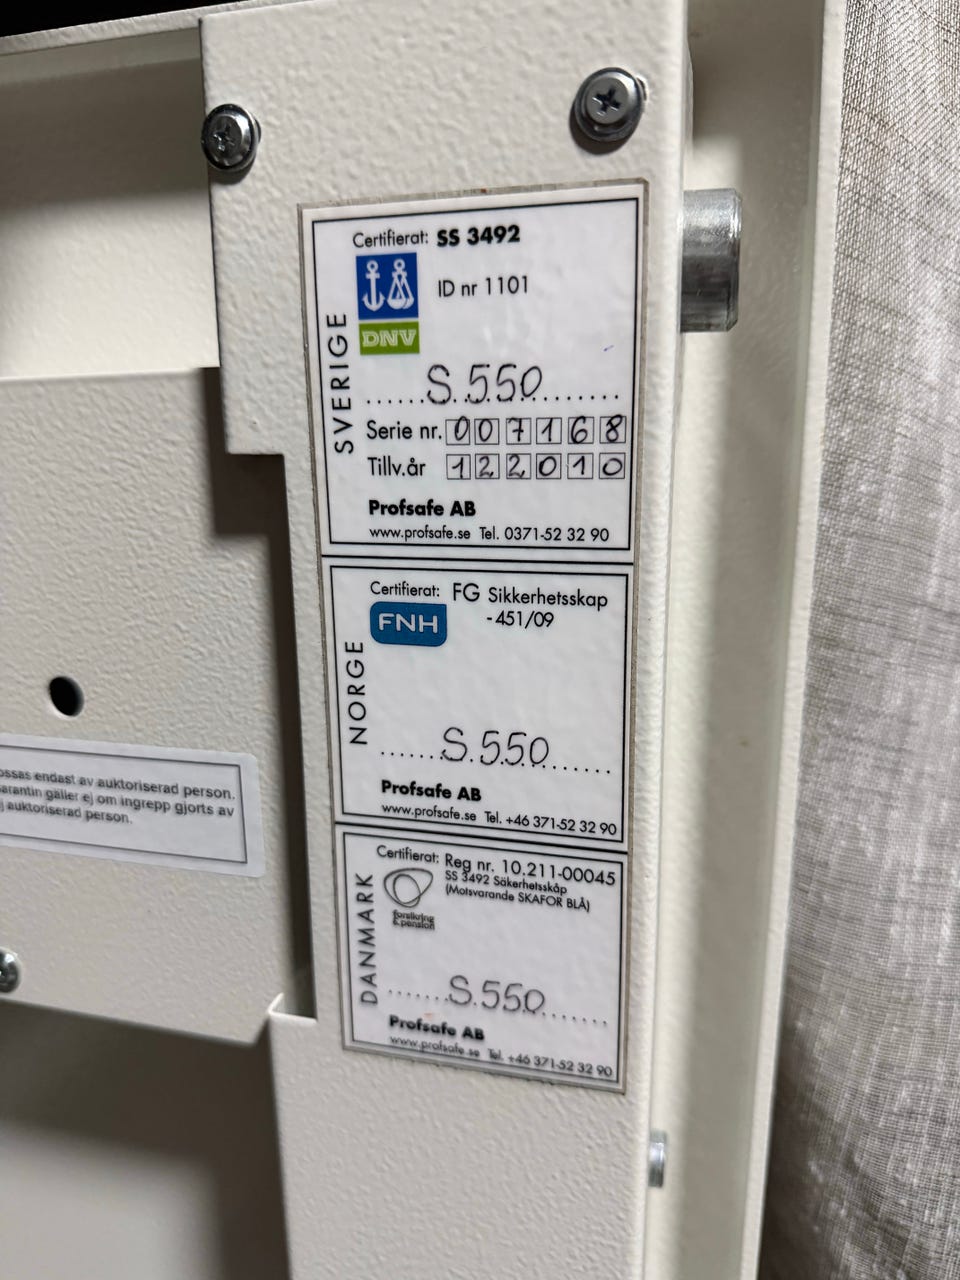 SVERIGE
Certifierat: SS 3492
DNV
ID nr 1101
......S.550........
Serie nr. 007168
Tillv.år 122010
Profsafe AB
www.profsafe.se Tel. 0371-52 32 90
NORGE
Certifierat: FG Sikkerhetsskap
-451/09
FNH
......S.550.......
Profsafe AB
www.profsafe.se Tel. +46 371-52 32 90
DANMARK
Certifierat: Reg nr. 10.211-00045
SS 3492 Säkerhetsskåp
(Motsvarande SKAFOR BLÅ)
forsikring
& pension
.......S.550........
Profsafe AB
www.profsafe.se Tel. +46 371-52 32 90
endast av auktoriserad person.
gäller ej om ingrepp gjorts av
auktoriserad person.